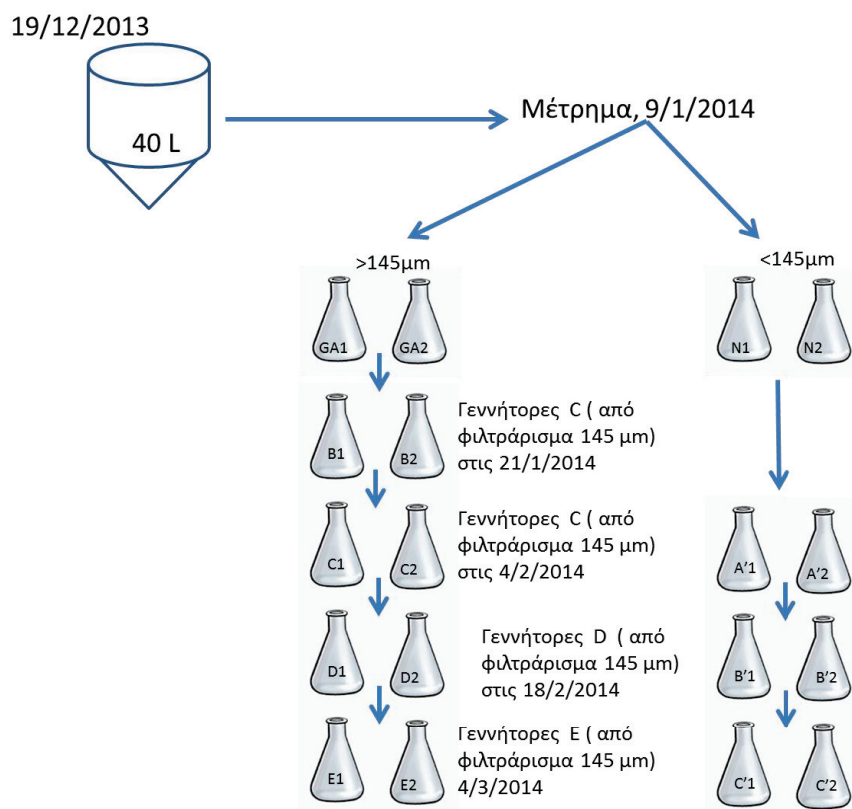 19/12/2013
40 L
Μέτρημα, 9/1/2014
>145μm
<145μm
GA1
GA2
N1
N2
Γεννήτορες C ( από
φιλτράρισμα 145 μm)
στις 21/1/2014
B1
B2
Γεννήτορες C ( από
φιλτράρισμα 145 μm)
στις 4/2/2014
C1
C2
A'1
A'2
Γεννήτορες D ( από
φιλτράρισμα 145 μm)
στις 18/2/2014
D1
D2
B'1
B'2
Γεννήτορες E ( από
φιλτράρισμα 145 μm)
4/3/2014
E1
E2
C'1
C'2